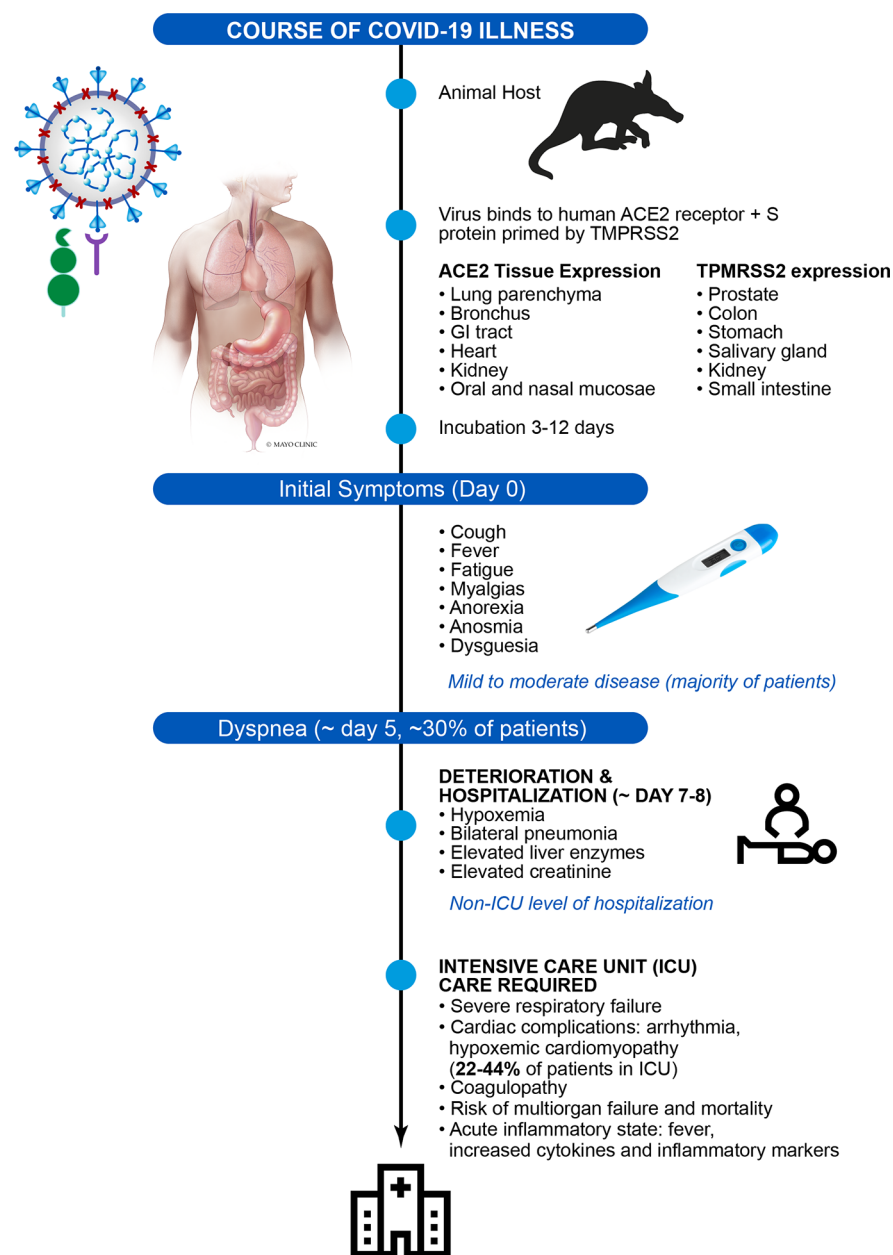 COURSE OF COVID-19 ILLNESS
Animal Host
Virus binds to human ACE2 receptor + S
protein primed by TMPRSS2
ACE2 Tissue Expression
• Lung parenchyma
• Bronchus
• GI tract
• Heart
• Kidney
• Oral and nasal mucosae
TPMRSS2 expression
• Prostate
• Colon
• Stomach
• Salivary gland
• Kidney
• Small intestine
Incubation 3-12 days
© MAYO CLINIC
Initial Symptoms (Day 0)
• Cough
• Fever
• Fatigue
• Myalgias
• Anorexia
• Anosmia
• Dysguesia
Mild to moderate disease (majority of patients)
Dyspnea (~ day 5, ~30% of patients)
DETERIORATION &
HOSPITALIZATION (~ DAY 7-8)
• Hypoxemia
• Bilateral pneumonia
• Elevated liver enzymes
• Elevated creatinine
Non-ICU level of hospitalization
INTENSIVE CARE UNIT (ICU)
CARE REQUIRED
• Severe respiratory failure
• Cardiac complications: arrhythmia,
hypoxemic cardiomyopathy
(22-44% of patients in ICU)
• Coagulopathy
• Risk of multiorgan failure and mortality
• Acute inflammatory state: fever,
increased cytokines and inflammatory markers